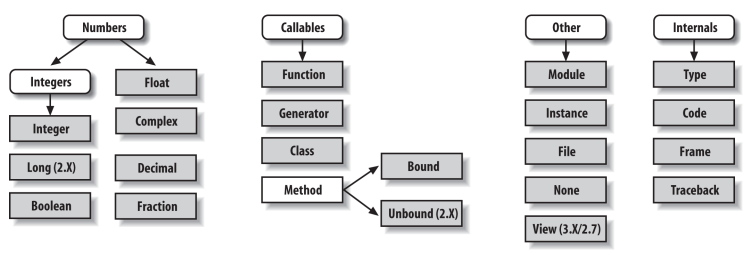 Numbers
Integers
Integer
Long (2.X)
Boolean
Float
Complex
Decimal
Fraction
Callables
Function
Generator
Class
Method
Bound
Unbound (2.X)
Other
Module
Instance
File
None
View (3.X/2.7)
Internals
Type
Code
Frame
Traceback